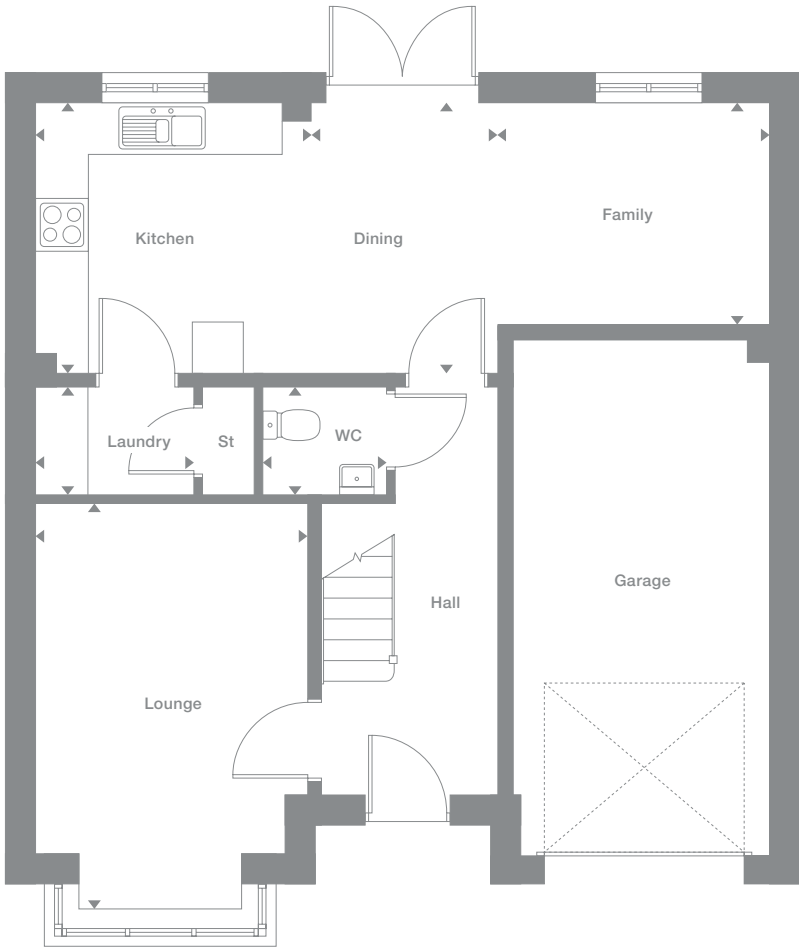 Family
Kitchen
Dining
Laundry
St
WC
Garage
Hall
Lounge